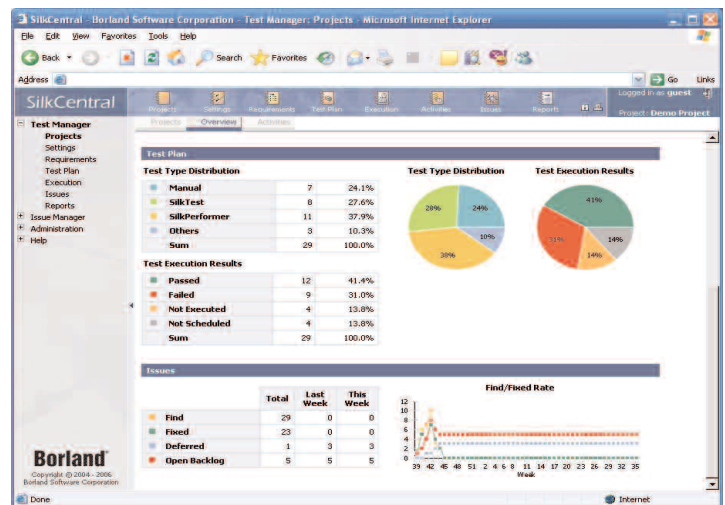 SilkCentral - Borland Software Corporation - Test Manager: Projects - Microsoft Internet Explorer
File Edit View Favorites Tools Help
Back Search Favorites
Address Go Links
SilkCentral
Projects Settings Requirements Test Plan Execution Activities Issues Reports
Logged in as guest
Project: Demo Project
Projects Overview Activities
Test Manager
Projects
Settings
Requirements
Test Plan
Execution
Issues
Reports
Issue Manager
Administration
Help
Test Plan
Test Type Distribution
Manual 7 24.1%
SilkTest 8 27.6%
SilkPerformer 11 37.9%
Others 3 10.3%
Sum 29 100.0%
Test Type Distribution
28% 24%
10%
38%
Test Execution Results
41%
31% 14%
14%
Test Execution Results
Passed 12 41.4%
Failed 9 31.0%
Not Executed 4 13.8%
Not Scheduled 4 13.8%
Sum 29 100.0%
Issues
Total Last Week This Week
Find 29 0 0
Fixed 23 0 0
Deferred 1 3 3
Open Backlog 5 5 5
Find/Fixed Rate
12
10
8
6
4
2
0
39 42 45 48 51 2 4 6 8 11 14 17 20 23 26 29 32 35
Week
Borland
Copyright © 2004 - 2006
Borland Software Corporation
Done Internet